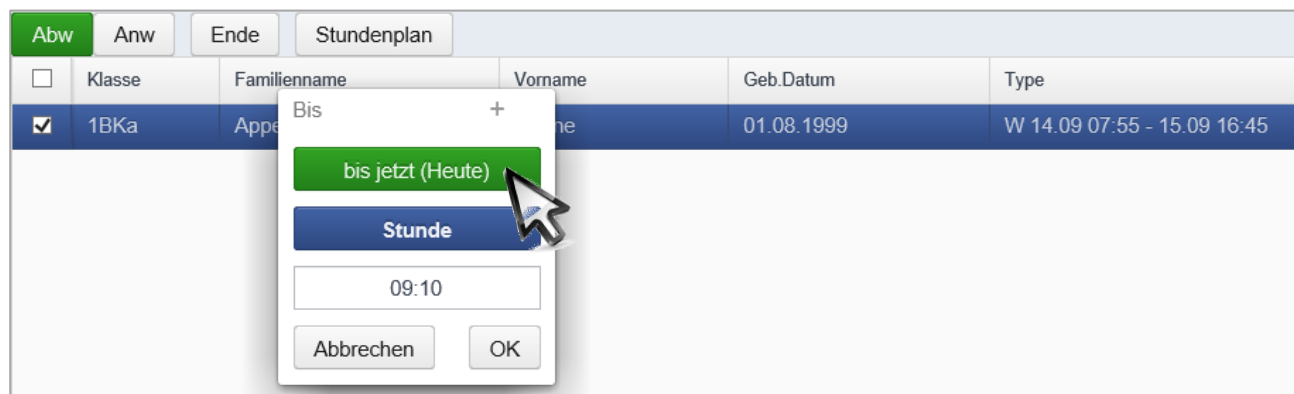 Abw Anw Ende Stundenplan
Klasse Familienname Vorname Geb.Datum Type
1BKa 01.08.1999 W 14.09 07:55 - 15.09 16:45
Bis +
bis jetzt (Heute)
Stunde
09:10
Abbrechen OK